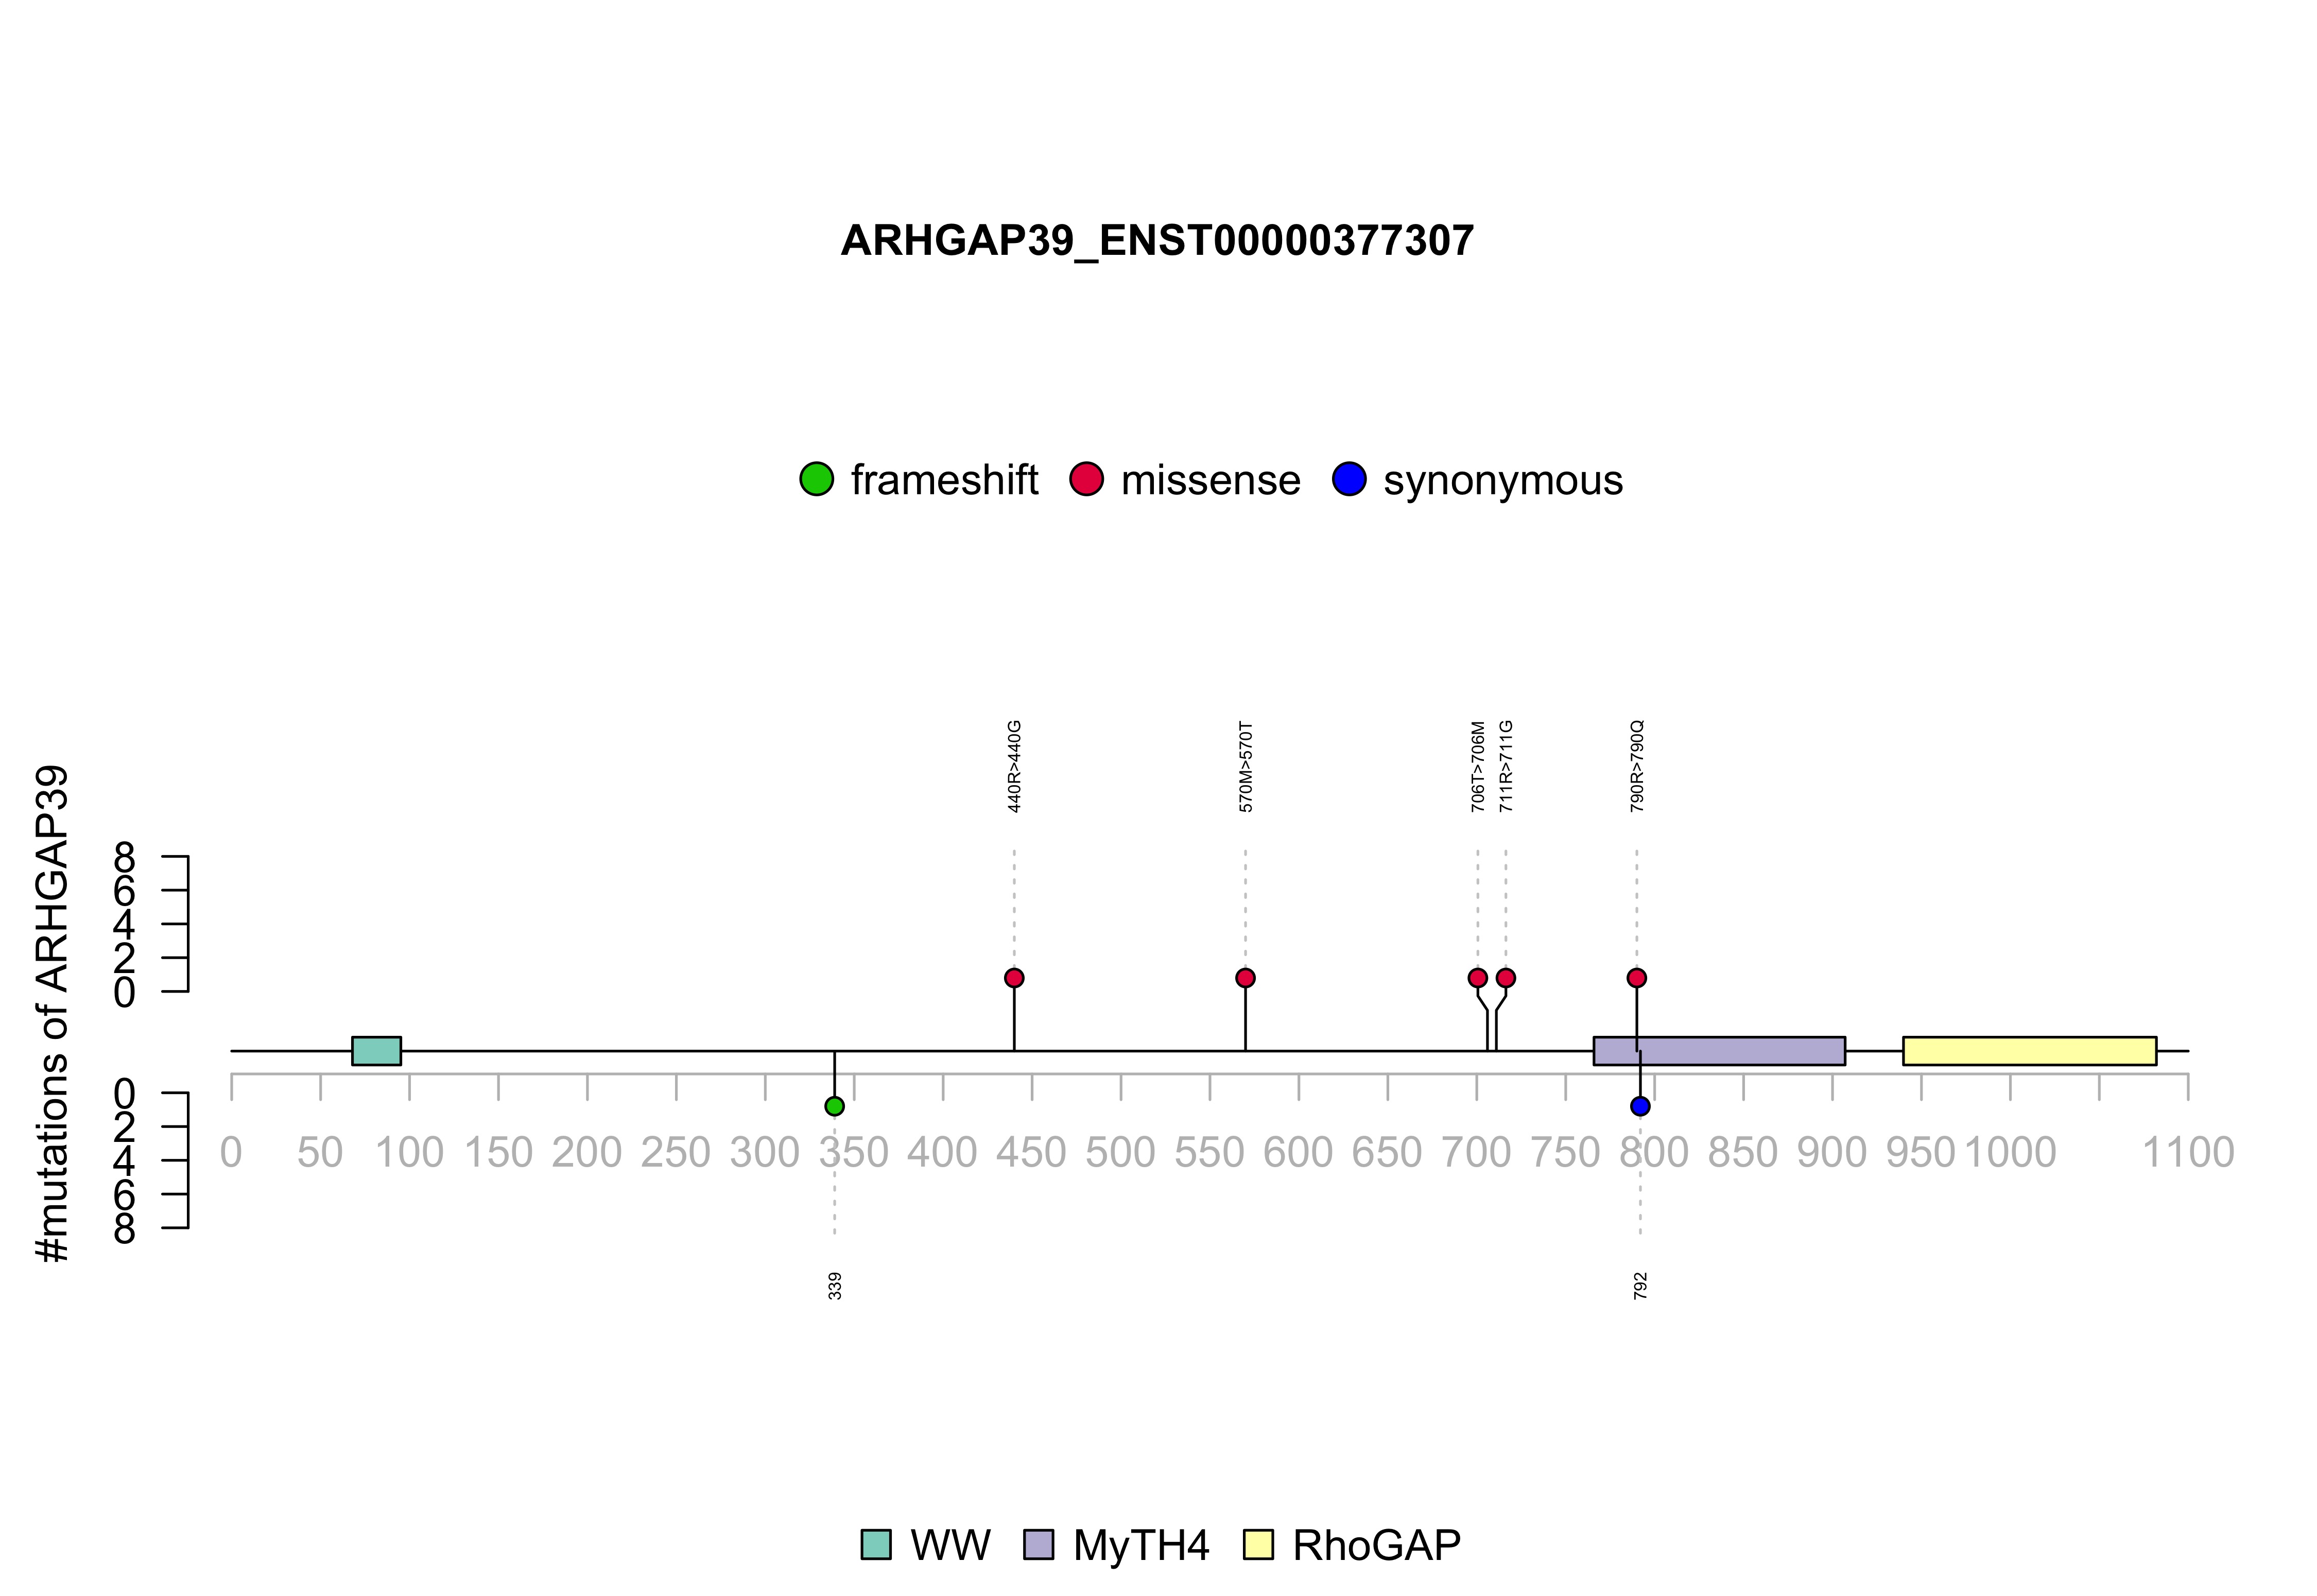 ARHGAP39_ENST00000377307
frameshift missense synonymous
440R>440G
570M>570T
706T>706M
711R>711G
790R>790Q
#mutations of ARHGAP39
8
6
4
2
0
0
2
4
6
8
0 50 100 150 200 250 300 350 400 450 500 550 600 650 700 750 800 850 900 950 1000 1100
339
792
WW MyTH4 RhoGAP